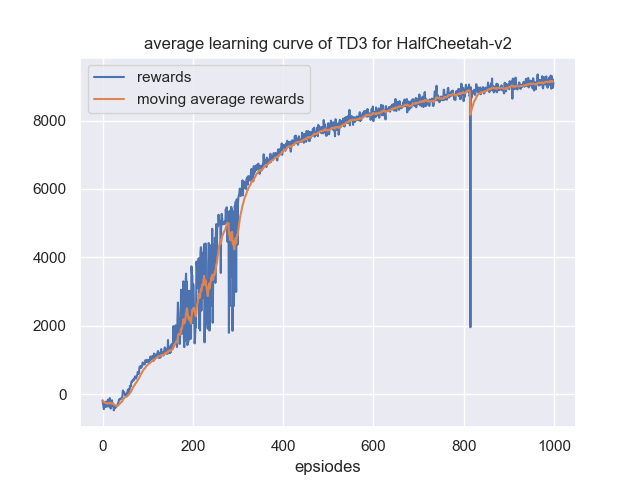 average learning curve of TD3 for HalfCheetah-v2
rewards
moving average rewards
8000
6000
4000
2000
0
0 200 400 600 800 1000
epsiodes